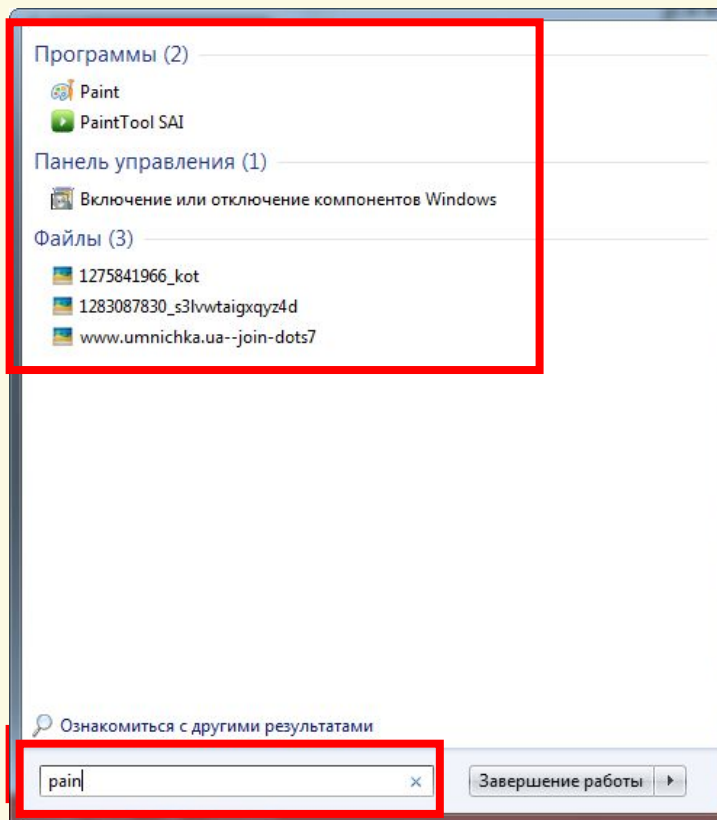 Программы (2)
Paint
PaintTool SAI
Панель управления (1)
Включение или отключение компонентов Windows
Файлы (3)
1275841966_kot
1283087830_s3lvwtaigxqyz4d
www.umnichka.ua--join-dots7
Ознакомиться с другими результатами
pain
Завершение работы